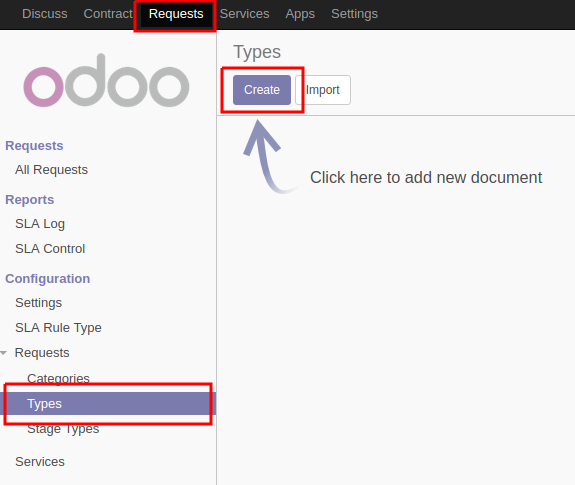 Discuss Contract Requests Services Apps Settings
odoo
Types
Create Import
Click here to add new document
Requests
All Requests
Reports
SLA Log
SLA Control
Configuration
Settings
SLA Rule Type
Requests
Categories
Types
Stage Types
Services